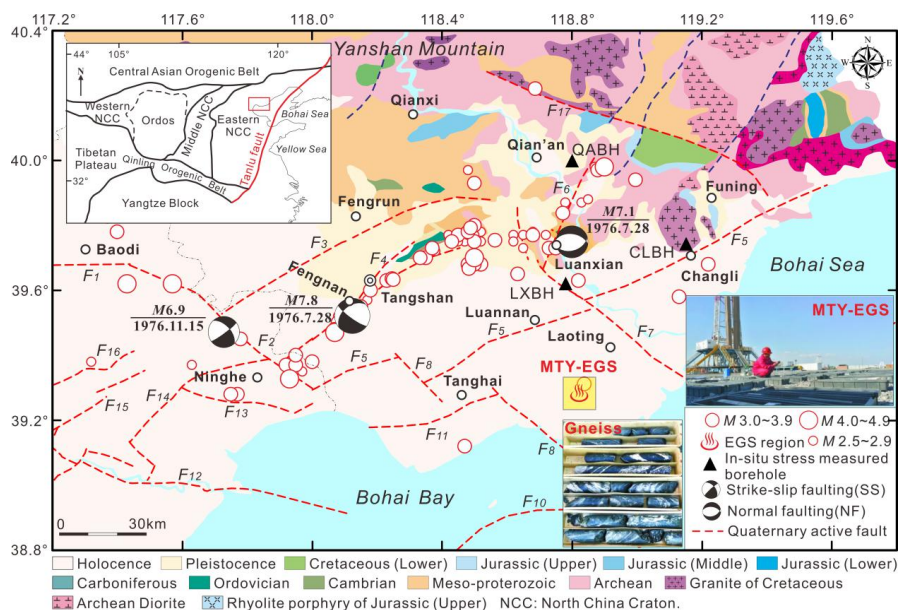 117.2 117.6 118.0 118.4 118.8 119.2 119.6
40.4°
40.0°
39.6°
39.2°
38.8°
44° 105° 120°
N
Central Asian Orogenic Belt
Western
NCC
Ordos
Middle NCC
Eastern
NCC
Bohai Sea
Tibetan
Plateau
Qinling Orogenic Belt
Tanlu fault
Yellow Sea
32°
Yangtze Block
Yanshan Mountain
N
W E
S
Qianxi
F17
Qian'an
QABH
Funing
Fengrun
F6
M7.1
1976.7.28
F3
F5
Baodi
F4
Luanxian
CLBH
Changli
Bohai Sea
F1
Fengnan
Tangshan
LXBH
M6.9
1976.11.15
M7.8
1976.7.28
Luannan
F5
F7
Laoting
F2
F16
F5
F8
MTY-EGS
Ninghe
Tanghai
F14
F15
F13
F11
Gneiss
F8
F12
Bohai Bay
F10
0 30km
MTY-EGS
M 3.0~3.9 M 4.0~4.9
EGS region M 2.5~2.9
In-situ stress measured
borehole
Strike-slip faulting(SS)
Normal faulting(NF)
Quaternary active fault
Holocence Pleistocence Cretaceous (Lower) Jurassic (Upper) Jurassic (Middle) Jurassic (Lower)
Carboniferous Ordovician Cambrian Meso-proterozoic Archean Granite of Cretaceous
Archean Diorite Rhyolite porphyry of Jurassic (Upper) NCC: North China Craton.